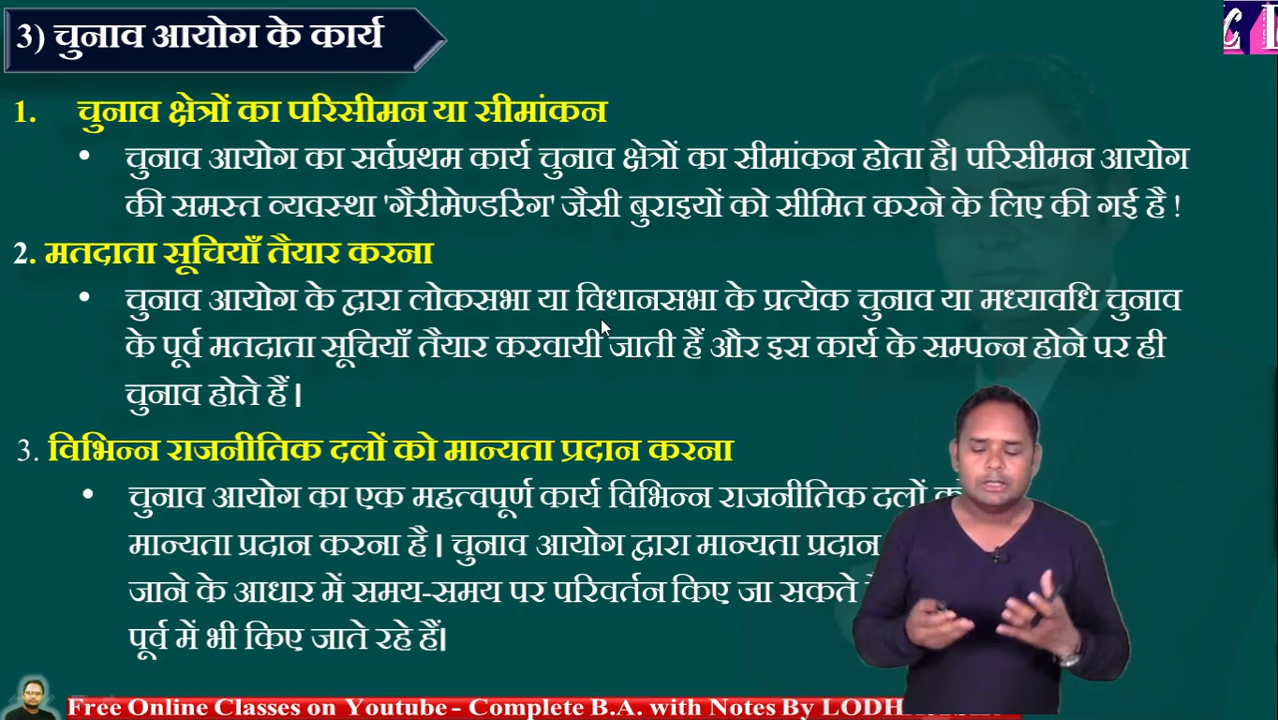 3) चुनाव आयोग के कार्य
1. चुनाव क्षेत्रों का परिसीमन या सीमांकन
• चुनाव आयोग का सर्वप्रथम कार्य चुनाव क्षेत्रों का सीमांकन होता है। परिसीमन आयोग
की समस्त व्यवस्था 'गैरीमेण्डरिंग' जैसी बुराइयों को सीमित करने के लिए की गई है !
2. मतदाता सूचियाँ तैयार करना
• चुनाव आयोग के द्वारा लोकसभा या विधानसभा के प्रत्येक चुनाव या मध्यावधि चुनाव
के पूर्व मतदाता सूचियाँ तैयार करवायी जाती हैं और इस कार्य के सम्पन्न होने पर ही
चुनाव होते हैं।
3. विभिन्न राजनीतिक दलों को मान्यता प्रदान करना
• चुनाव आयोग का एक महत्वपूर्ण कार्य विभिन्न राजनीतिक दलों
मान्यता प्रदान करना है। चुनाव आयोग द्वारा मान्यता प्रदान
जाने के आधार में समय-समय पर परिवर्तन किए जा सकते
पूर्व में भी किए जाते रहे हैं।
Free Online Classes on Youtube - Complete B.A. with Notes By